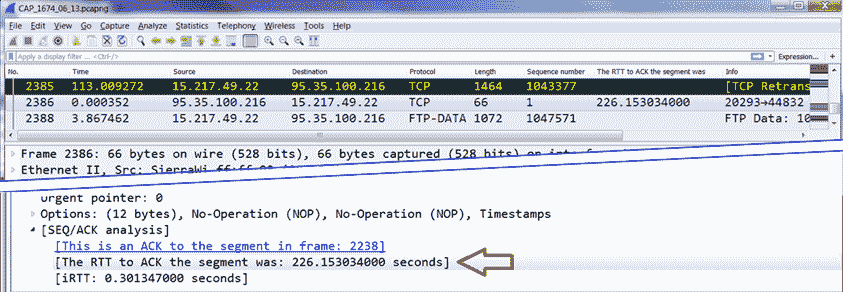 CAP_1674_06_13.pcapng
File Edit View Go Capture Analyze Statistics Telephony Wireless Tools Help
Apply a display filter ... <Ctrl-/> Expression... +
No. Time Source Destination Protocol Length Sequence number The RTT to ACK the segment was Info
2385 113.009272 15.217.49.22 95.35.100.216 TCP 1464 1043377 [TCP Retrans
2386 0.000352 95.35.100.216 15.217.49.22 TCP 66 1 226.153034000 20293→44832
2388 3.867462 15.217.49.22 95.35.100.216 FTP-DATA 1072 1047571 FTP Data: 10
Frame 2386: 66 bytes on wire (528 bits), 66 bytes captured (528 bits) on
Ethernet II, Src: SierraWi
Urgent pointer: 0
Options: (12 bytes), No-Operation (NOP), No-Operation (NOP), Timestamps
[SEQ/ACK analysis]
[This is an ACK to the segment in frame: 2238]
[The RTT to ACK the segment was: 226.153034000 seconds]
[iRTT: 0.301347000 seconds]